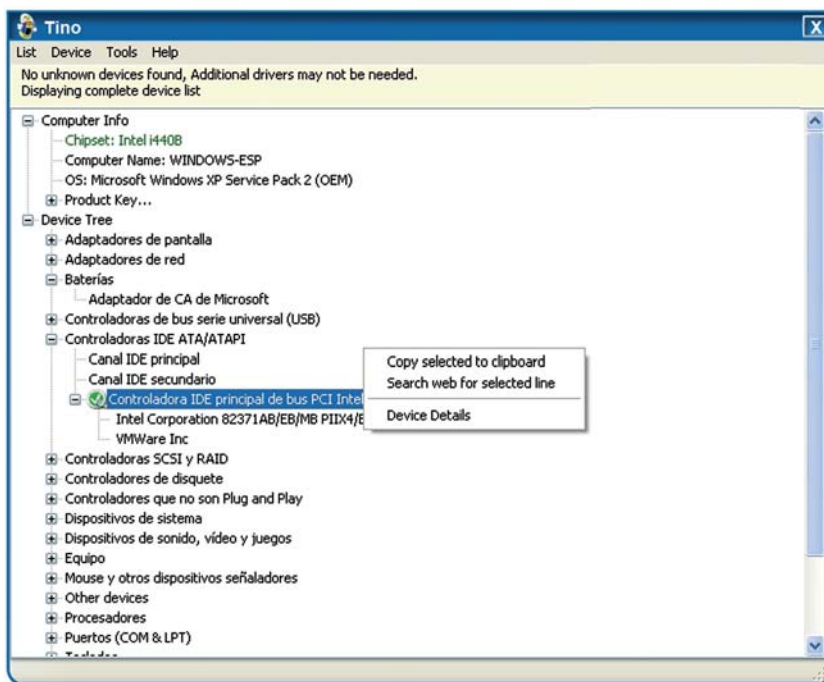 Tino
X
List Device Tools Help
No unknown devices found, Additional drivers may not be needed.
Displaying complete device list
Computer Info
Chipset: Intel i440B
Computer Name: WINDOWS-ESP
OS: Microsoft Windows XP Service Pack 2 (OEM)
Product Key...
Device Tree
Adaptadores de pantalla
Adaptadores de red
Baterías
Adaptador de CA de Microsoft
Controladoras de bus serie universal (USB)
Controladoras IDE ATA/ATAPI
Canal IDE principal
Canal IDE secundario
Controladora IDE principal de bus PCI Intel
Intel Corporation 82371AB/EB/MB PIIX4/E
VMWare Inc
Copy selected to clipboard
Search web for selected line
Device Details
Controladoras SCSI y RAID
Controladores de disquete
Controladores que no son Plug and Play
Dispositivos de sistema
Dispositivos de sonido, vídeo y juegos
Equipo
Mouse y otros dispositivos señaladores
Other devices
Procesadores
Puertos (COM & LPT)